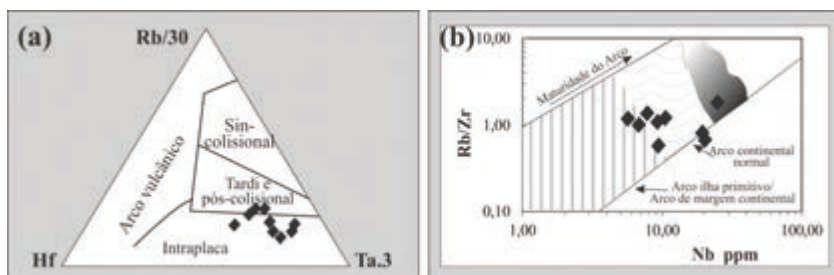 (a)
Rb/30
Arco vulcânico
Sin-
colisional
Tardi e
pós-colisional
Intraplaca
Hf
Ta.3
(b)
10,00
Maturidade do Arco
Rb/Zr
1,00
Arco continental
normal
Arco ilha primitivo/
Arco de margem continental
0,10
1,00
10,00
100,00
Nb ppm